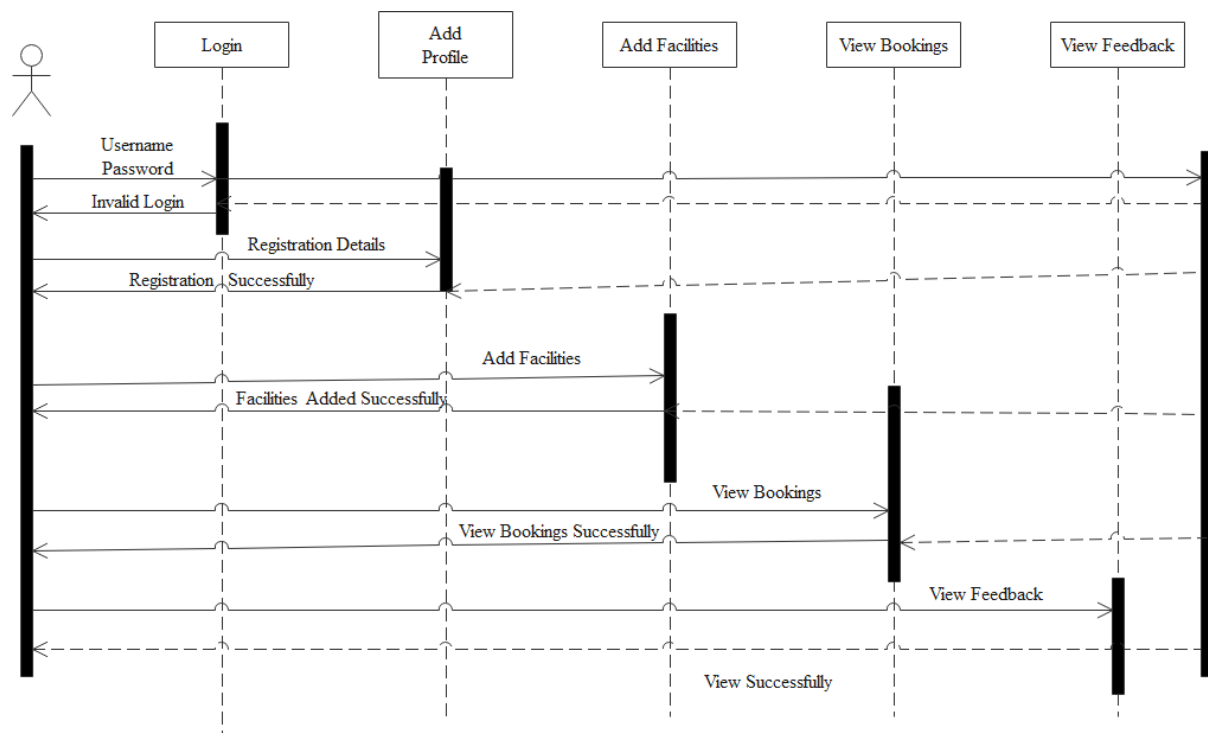 Login
Add
Profile
Add Facilities
View Bookings
View Feedback
Username
Password
Invalid Login
Registration Details
Registration Successfully
Add Facilities
Facilities Added Successfully
View Bookings
View Bookings Successfully
View Feedback
View Successfully